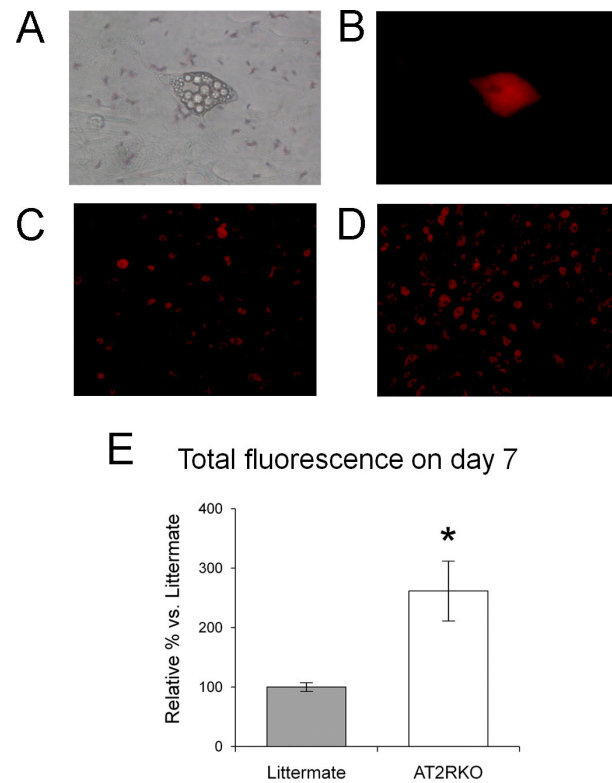 A
B
C
D
E
Total fluorescence on day 7
Relative % vs. Littermate
400
300
200
100
0
*
Littermate
AT2RKO